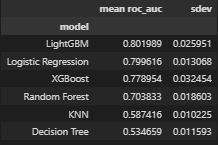 mean roc_auc sdev
model
LightGBM 0.801989 0.025951
Logistic Regression 0.799616 0.013068
XGBoost 0.778954 0.032454
Random Forest 0.703833 0.018603
KNN 0.587416 0.010225
Decision Tree 0.534659 0.011593